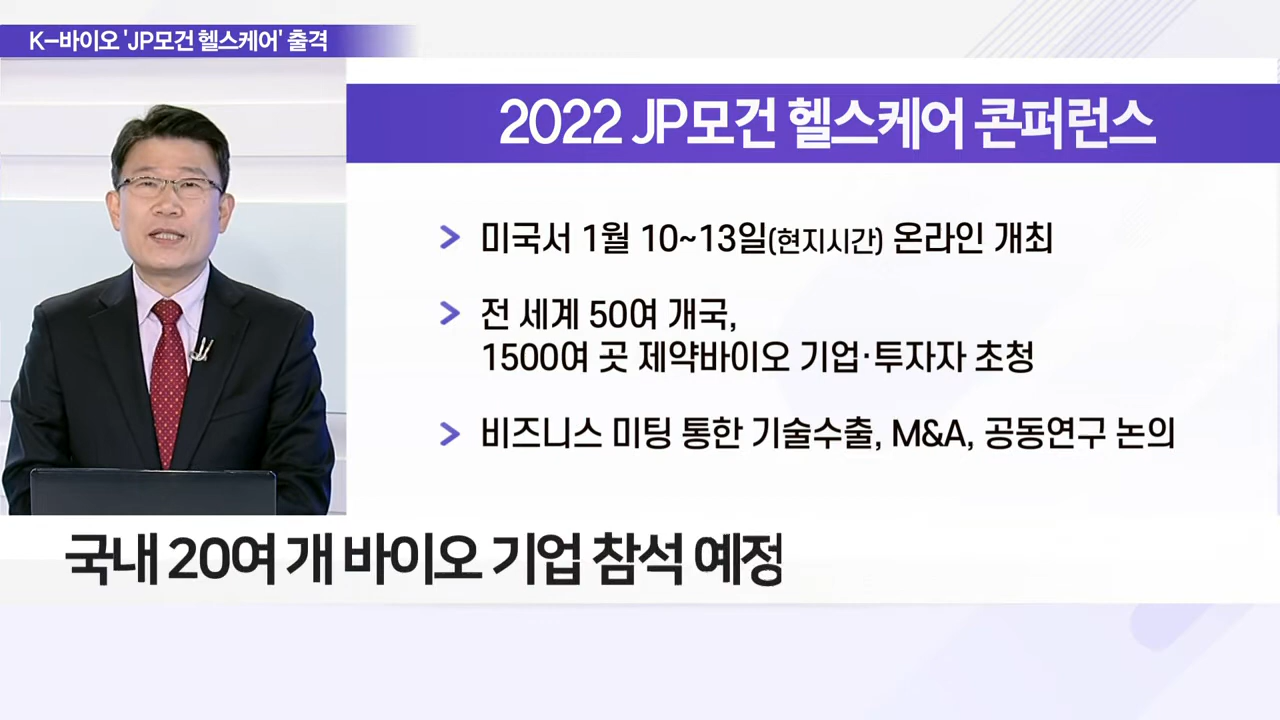 K-바이오 'JP모건 헬스케어' 출격
2022 JP모건 헬스케어 콘퍼런스
> 미국서 1월 10~13일(현지시간) 온라인 개최
> 전 세계 50여 개국,
1500여 곳 제약바이오 기업·투자자 초청
> 비즈니스 미팅 통한 기술수출, M&A, 공동연구 논의
국내 20여 개 바이오 기업 참석 예정